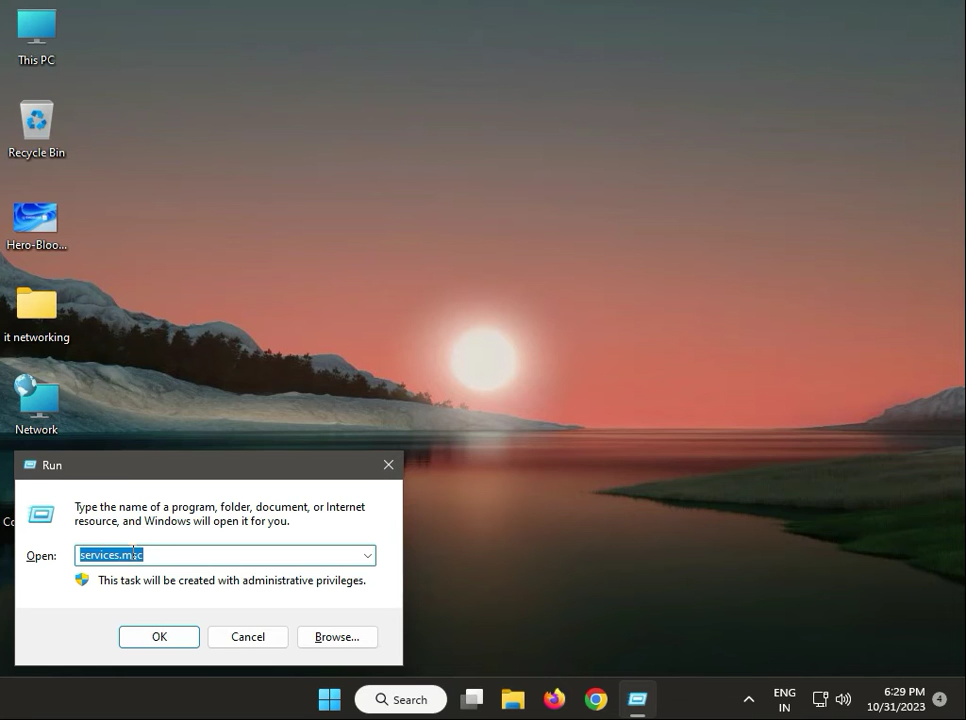 This PC
Recycle Bin
Hero-Bloo...
it networking
Network
Run
Type the name of a program, folder, document, or Internet
resource, and Windows will open it for you.
Open:
services.msc
This task will be created with administrative privileges.
OK
Cancel
Browse...
Search
ENG
IN
6:29 PM
10/31/2023
4